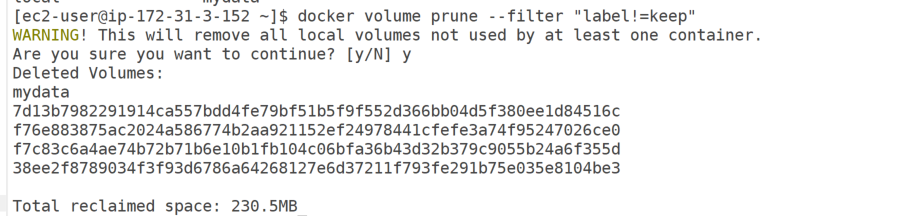 [ec2-user@ip-172-31-3-152 ~]$ docker volume prune --filter "label!=keep"
WARNING! This will remove all local volumes not used by at least one container.
Are you sure you want to continue? [y/N] y
Deleted Volumes:
mydata
7d13b7982291914ca557bdd4fe79bf51b5f9f552d366bb04d5f380ee1d84516c
f76e883875ac2024a586774b2aa921152ef24978441cfefe3a74f95247026ce0
f7c83c6a4ae74b72b71b6e10b1fb104c06bfa36b43d32b379c9055b24a6f355d
38ee2f8789034f3f93d6786a64268127e6d37211f793fe291b75e035e8104be3
Total reclaimed space: 230.5MB